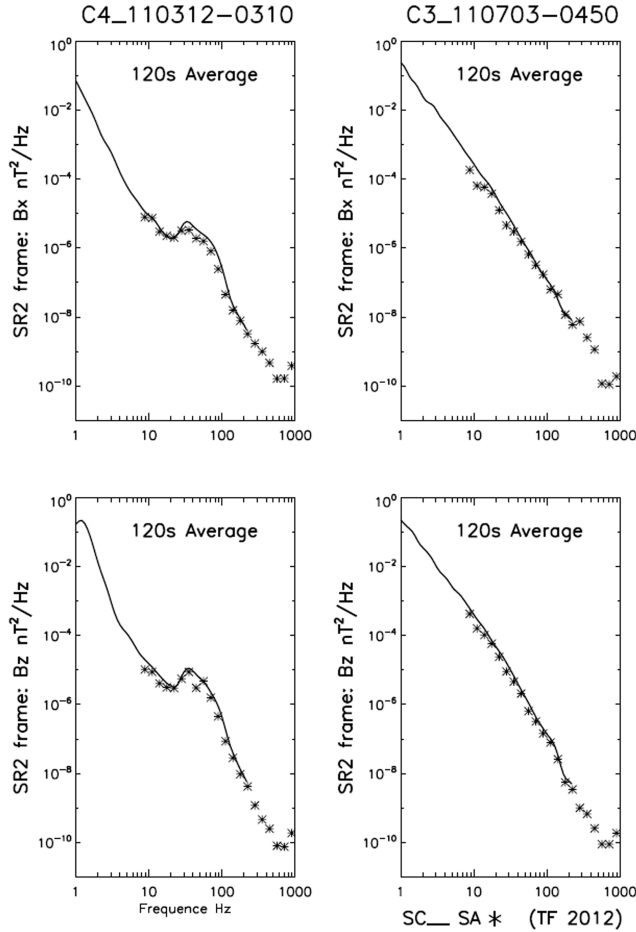 C4_110312-0310 C3_110703-0450
120s Average 120s Average
SR2 frame: Bx nT²/Hz
10⁰
10⁻²
10⁻⁴
10⁻⁶
10⁻⁸
10⁻¹⁰
1 10 100 1000
SR2 frame: Bx nT²/Hz
10⁰
10⁻²
10⁻⁴
10⁻⁶
10⁻⁸
10⁻¹⁰
1 10 100 1000
120s Average 120s Average
SR2 frame: Bz nT²/Hz
10⁰
10⁻²
10⁻⁴
10⁻⁶
10⁻⁸
10⁻¹⁰
1 10 100 1000
Frequence Hz
SR2 frame: Bz nT²/Hz
10⁰
10⁻²
10⁻⁴
10⁻⁶
10⁻⁸
10⁻¹⁰
1 10 100 1000
SC__ SA * (TF 2012)